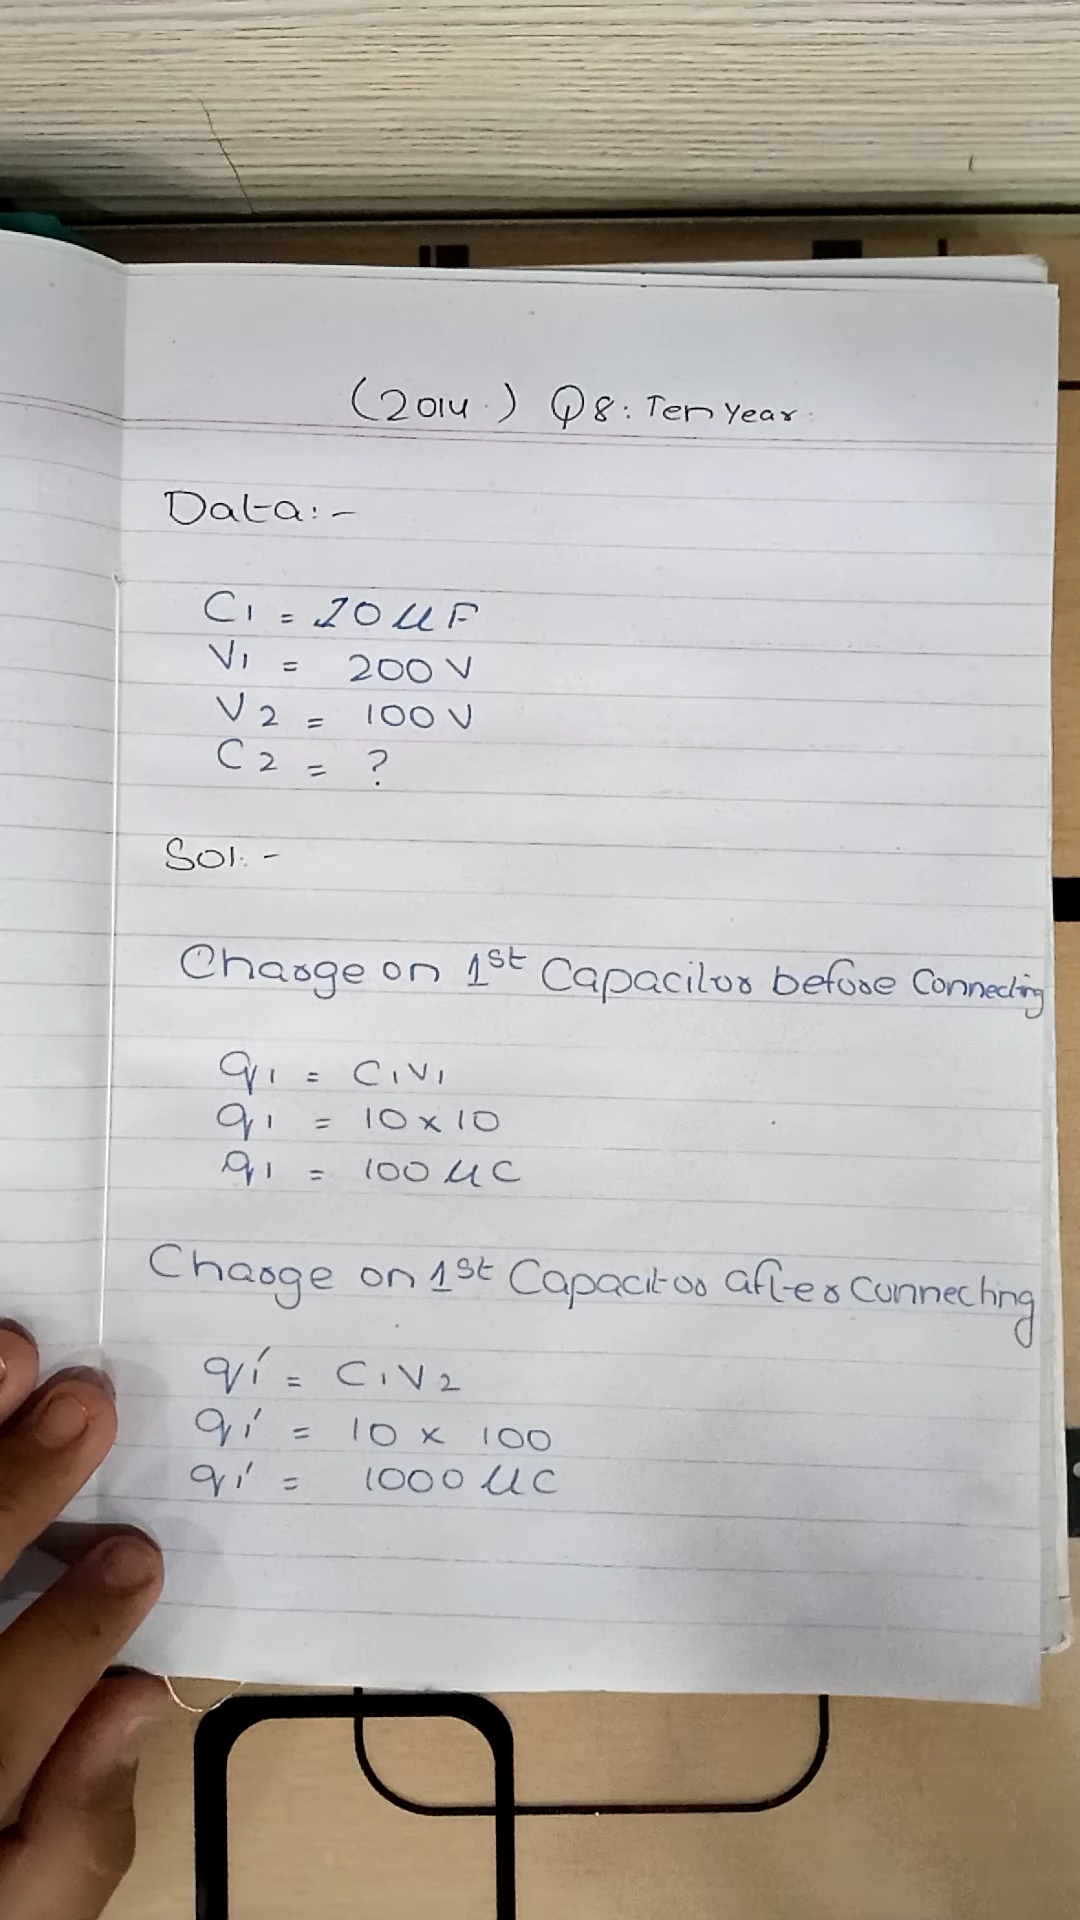 (2014.) Q8: Ten Year.
Data:-
C1 = 10 μF
V1 = 200 V
V2 = 100 V
C2 = ?
Sol:-
Charge on 1st Capacitor before Connecting
q1 = C1V1
q1 = 10 x 10
q1 = 100 μC
Charge on 1st Capacitor after Connecting
q1' = C1V2
q1' = 10 x 100
q1' = 1000 μC